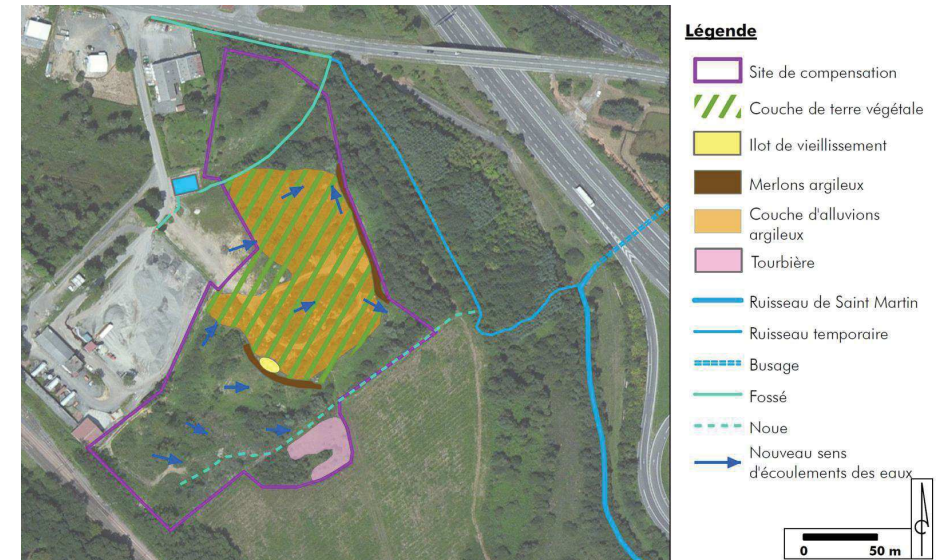 Légende
Site de compensation
Couche de terre végétale
Ilot de vieillissement
Merlons argileux
Couche d'alluvions
argileux
Tourbière
Ruisseau de Saint Martin
Ruisseau temporaire
Busage
Fossé
Noue
Nouveau sens
d'écoulements des eaux
0 50 m